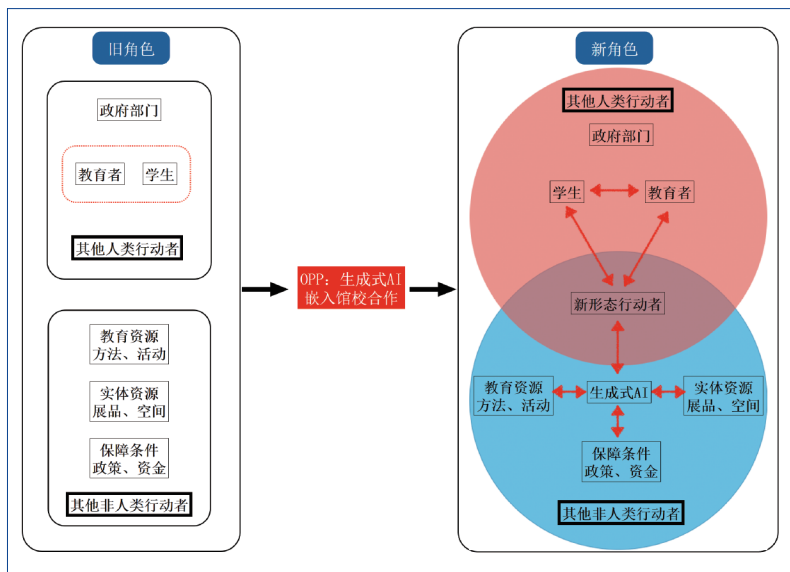 旧角色
政府部门
教育者 学生
其他人类行动者
教育资源
方法、活动
实体资源
展品、空间
保障条件
政策、资金
其他非人类行动者
OPP：生成式AI
嵌入馆校合作
新角色
其他人类行动者
政府部门
学生 教育者
新形态行动者
教育资源
方法、活动
生成式AI
实体资源
展品、空间
保障条件
政策、资金
其他非人类行动者